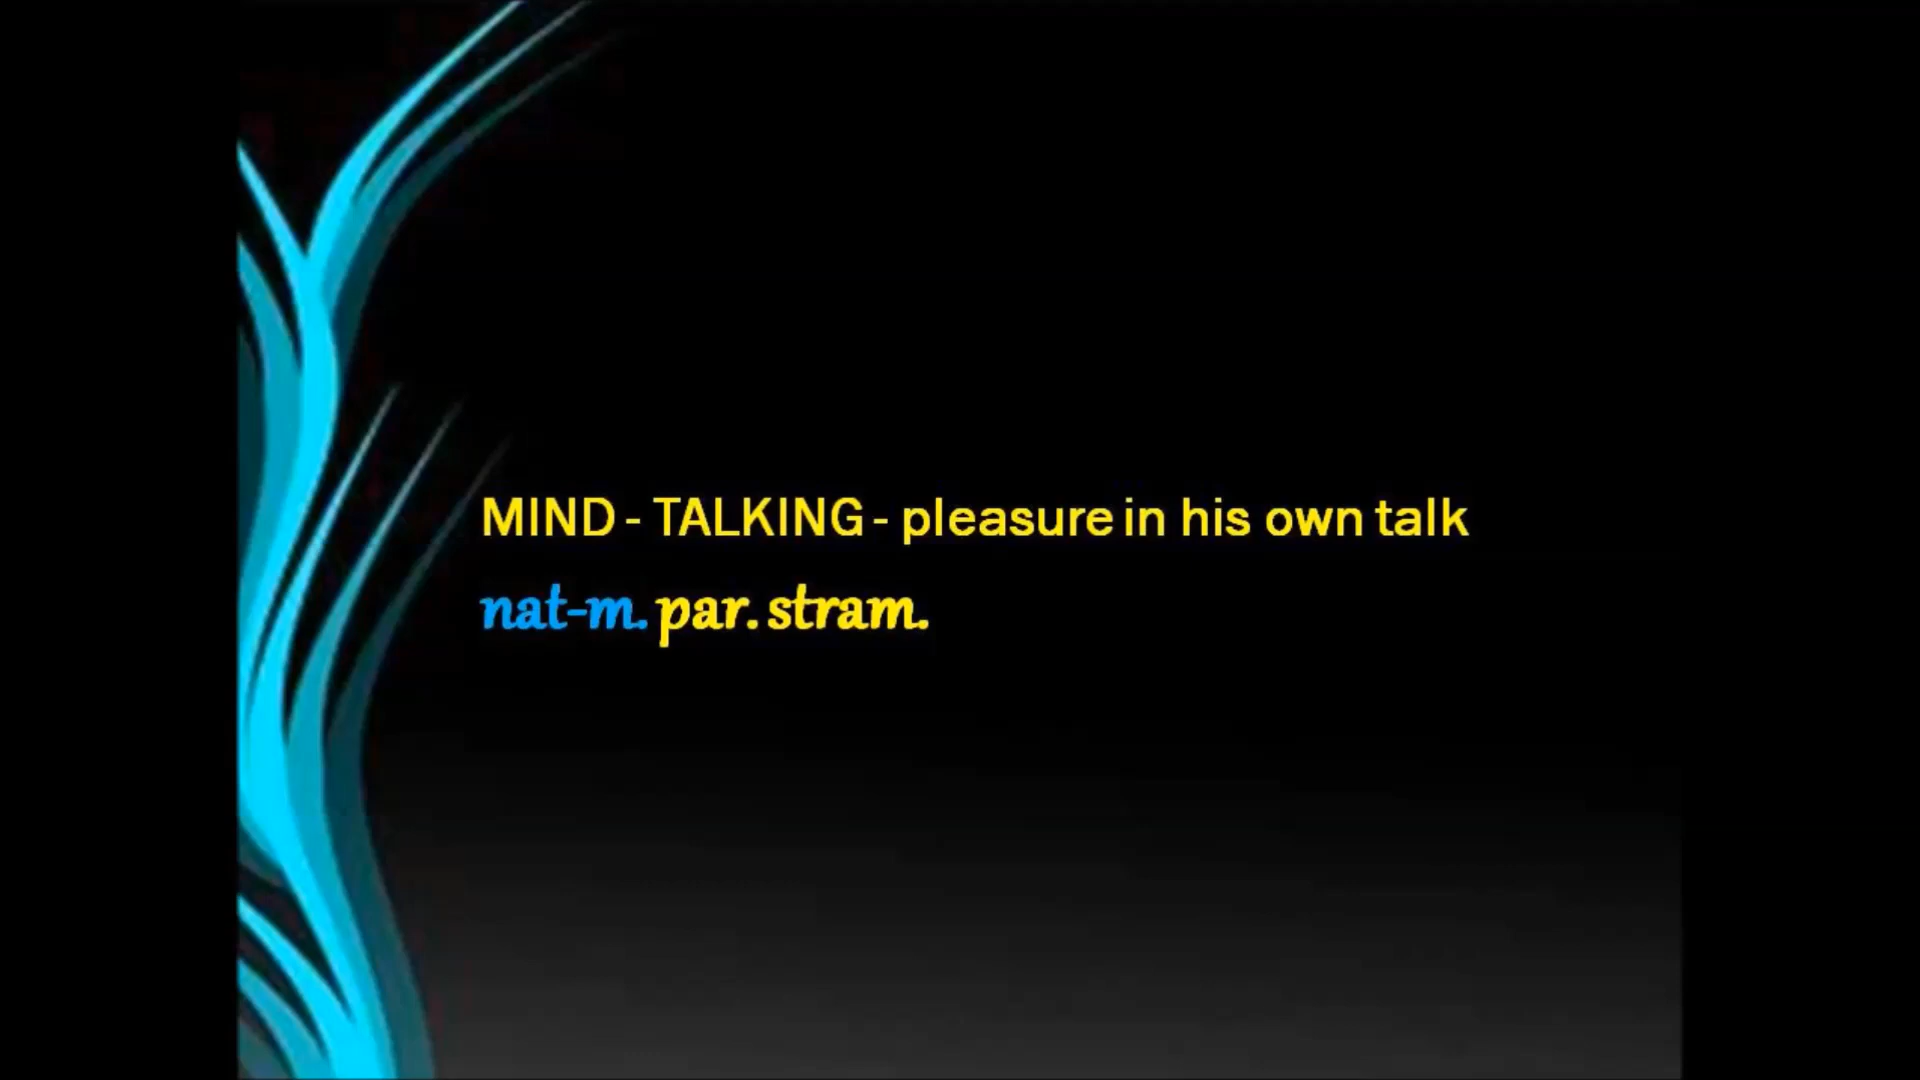 MIND - TALKING - pleasure in his own talk
nat-m. par. stram.